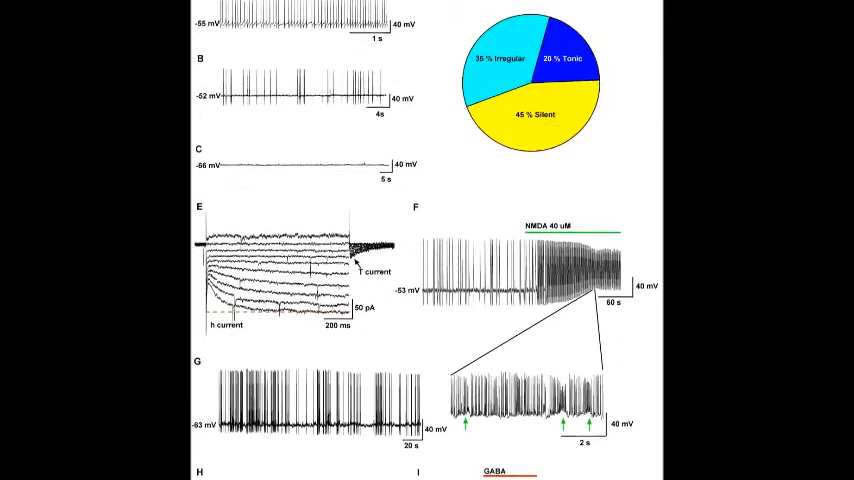 -55 mV
40 mV
1 s
B
-52 mV
40 mV
4s
35 % Irregular
20 % Tonic
45 % Silent
C
-66 mV
40 mV
5 s
E
T current
50 pA
200 ms
h current
F
NMDA 40 uM
-53 mV
40 mV
60 s
G
-63 mV
40 mV
20 s
40 mV
2 s
H
I
GABA